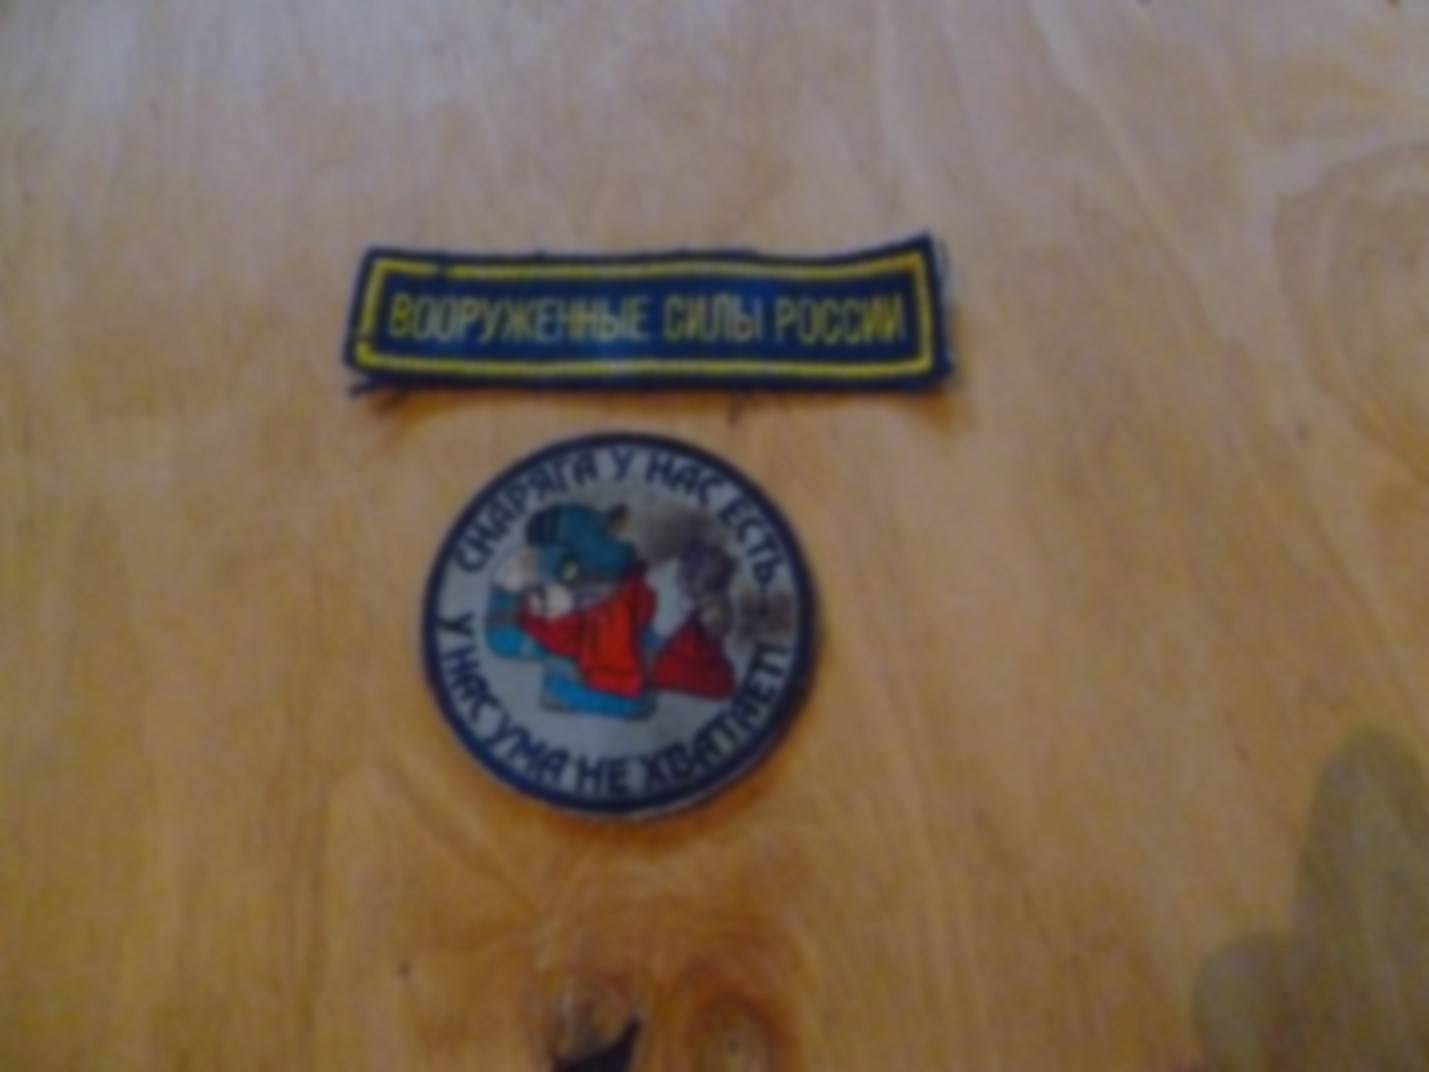 ВООРУЖЕННЫЕ СИЛЫ РОССИИ
СНАРЯГА У НАС ЕСТЬ...
У НАС УМА НЕ ХВАТАЕТ!